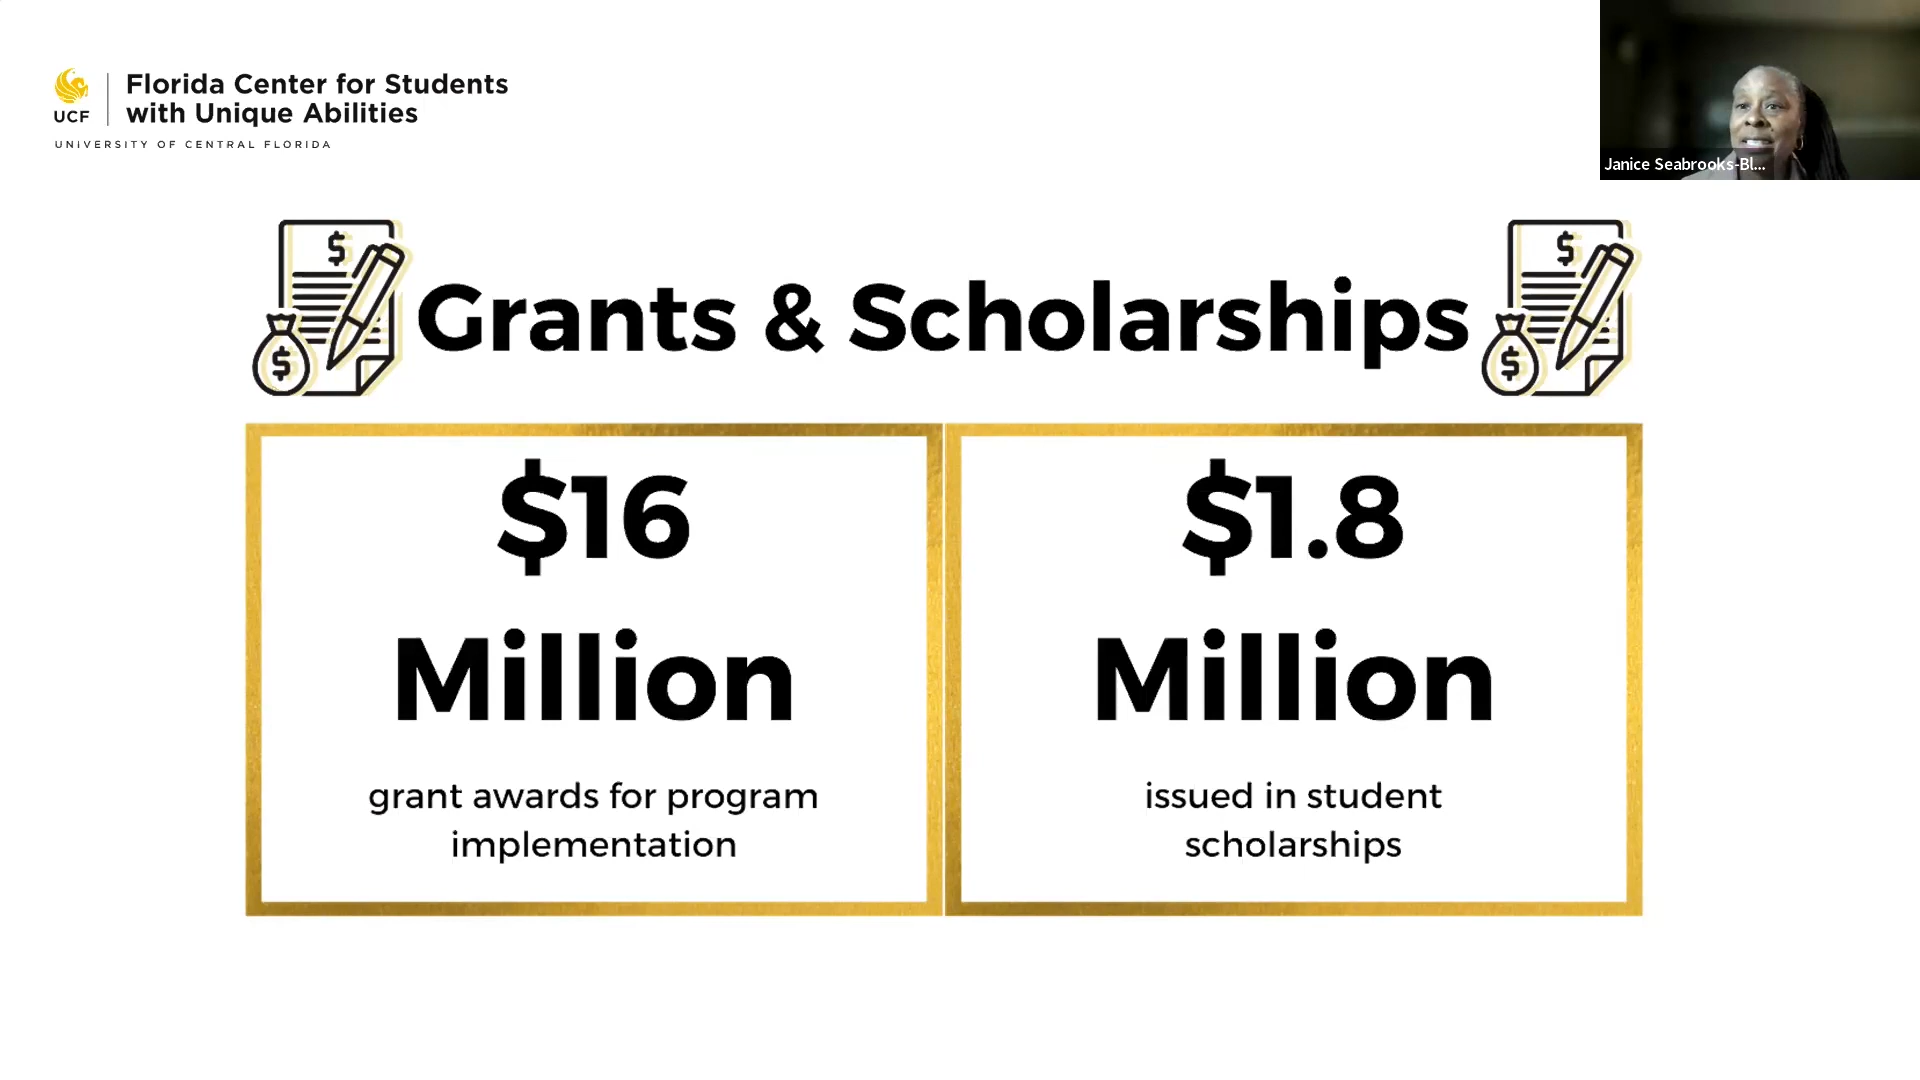 Florida Center for Students
with Unique Abilities
UCF
UNIVERSITY OF CENTRAL FLORIDA
Janice Seabrooks-Bl...
$
$
Grants & Scholarships
$
$
$16
Million
grant awards for program
implementation
$1.8
Million
issued in student
scholarships